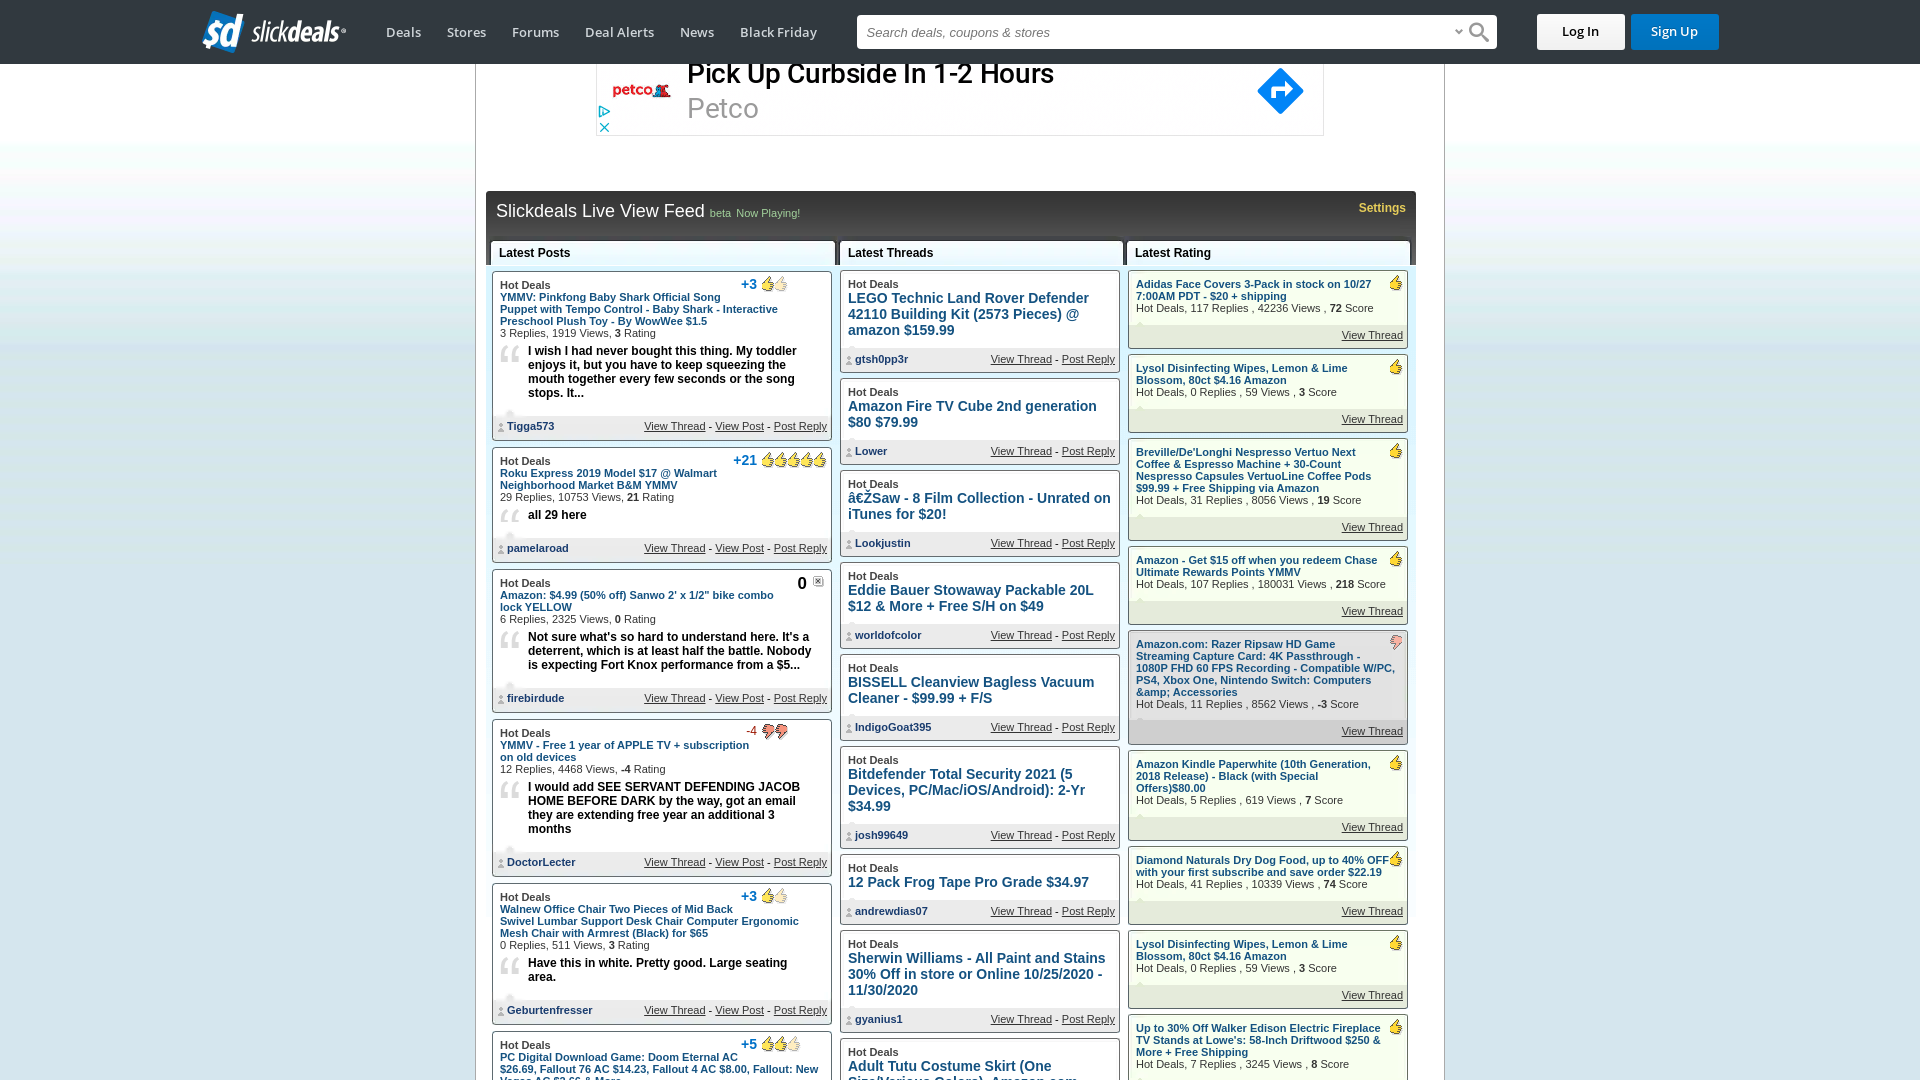 slickdeals
Deals
Stores
Forums
Deal Alerts
News
Black Friday
Search deals, coupons & stores
Log In
Sign Up
petco
Pick Up Curbside In 1-2 Hours
Petco
Slickdeals Live View Feed beta Now Playing!
Settings
Latest Posts
Hot Deals
+3
YMMV: Pinkfong Baby Shark Official Song
Puppet with Tempo Control - Baby Shark - Interactive
Preschool Plush Toy - By WowWee $1.5
3 Replies, 1919 Views, 3 Rating
I wish I had never bought this thing. My toddler
enjoys it, but you have to keep squeezing the
mouth together every few seconds or the song
stops. It...
Tigga573
View Thread - View Post - Post Reply
Hot Deals
+21
Roku Express 2019 Model $17 @ Walmart
Neighborhood Market B&M YMMV
29 Replies, 10753 Views, 21 Rating
all 29 here
pamelaroad
View Thread - View Post - Post Reply
Hot Deals
0
Amazon: $4.99 (50% off) Sanwo 2' x 1/2" bike combo
lock YELLOW
6 Replies, 2325 Views, 0 Rating
Not sure what's so hard to understand here. It's a
deterrent, which is at least half the battle. Nobody
is expecting Fort Knox performance from a $5...
firebirdude
View Thread - View Post - Post Reply
Hot Deals
-4
YMMV - Free 1 year of APPLE TV + subscription
on old devices
12 Replies, 4468 Views, -4 Rating
I would add SEE SERVANT DEFENDING JACOB
HOME BEFORE DARK by the way, got an email
they are extending free year an additional 3
months
DoctorLecter
View Thread - View Post - Post Reply
Hot Deals
+3
Walnew Office Chair Two Pieces of Mid Back
Swivel Lumbar Support Desk Chair Computer Ergonomic
Mesh Chair with Armrest (Black) for $65
0 Replies, 511 Views, 3 Rating
Have this in white. Pretty good. Large seating
area.
Geburtenfresser
View Thread - View Post - Post Reply
Hot Deals
+5
PC Digital Download Game: Doom Eternal AC
$26.69, Fallout 76 AC $14.23, Fallout 4 AC $8.00, Fallout: New
Latest Threads
Hot Deals
LEGO Technic Land Rover Defender
42110 Building Kit (2573 Pieces) @
amazon $159.99
gtsh0pp3r
View Thread - Post Reply
Hot Deals
Amazon Fire TV Cube 2nd generation
$80 $79.99
Lower
View Thread - Post Reply
Hot Deals
â€ŽSaw - 8 Film Collection - Unrated on
iTunes for $20!
Lookjustin
View Thread - Post Reply
Hot Deals
Eddie Bauer Stowaway Packable 20L
$12 & More + Free S/H on $49
worldofcolor
View Thread - Post Reply
Hot Deals
BISSELL Cleanview Bagless Vacuum
Cleaner - $99.99 + F/S
IndigoGoat395
View Thread - Post Reply
Hot Deals
Bitdefender Total Security 2021 (5
Devices, PC/Mac/iOS/Android): 2-Yr
$34.99
josh99649
View Thread - Post Reply
Hot Deals
12 Pack Frog Tape Pro Grade $34.97
andrewdias07
View Thread - Post Reply
Hot Deals
Sherwin Williams - All Paint and Stains
30% Off in store or Online 10/25/2020 -
11/30/2020
gyanius1
View Thread - Post Reply
Hot Deals
Adult Tutu Costume Skirt (One
Latest Rating
Adidas Face Covers 3-Pack in stock on 10/27
7:00AM PDT - $20 + shipping
Hot Deals, 117 Replies , 42236 Views , 72 Score
View Thread
Lysol Disinfecting Wipes, Lemon & Lime
Blossom, 80ct $4.16 Amazon
Hot Deals, 0 Replies , 59 Views , 3 Score
View Thread
Breville/De'Longhi Nespresso Vertuo Next
Coffee & Espresso Machine + 30-Count
Nespresso Capsules VertuoLine Coffee Pods
$99.99 + Free Shipping via Amazon
Hot Deals, 31 Replies , 8056 Views , 19 Score
View Thread
Amazon - Get $15 off when you redeem Chase
Ultimate Rewards Points YMMV
Hot Deals, 107 Replies , 180031 Views , 218 Score
View Thread
Amazon.com: Razer Ripsaw HD Game
Streaming Capture Card: 4K Passthrough -
1080P FHD 60 FPS Recording - Compatible W/PC,
PS4, Xbox One, Nintendo Switch: Computers
&amp; Accessories
Hot Deals, 11 Replies , 8562 Views , -3 Score
View Thread
Amazon Kindle Paperwhite (10th Generation,
2018 Release) - Black (with Special
Offers)$80.00
Hot Deals, 5 Replies , 619 Views , 7 Score
View Thread
Diamond Naturals Dry Dog Food, up to 40% OFF
with your first subscribe and save order $22.19
Hot Deals, 41 Replies , 10339 Views , 74 Score
View Thread
Lysol Disinfecting Wipes, Lemon & Lime
Blossom, 80ct $4.16 Amazon
Hot Deals, 0 Replies , 59 Views , 3 Score
View Thread
Up to 30% Off Walker Edison Electric Fireplace
TV Stands at Lowe's: 58-Inch Driftwood $250 &
More + Free Shipping
Hot Deals, 7 Replies , 3245 Views , 8 Score